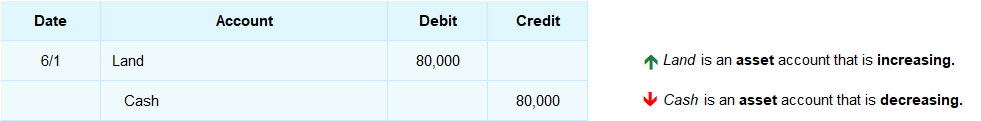 Date Account Debit Credit
6/1 Land 80,000
Land is an asset account that is increasing.
Cash 80,000
Cash is an asset account that is decreasing.